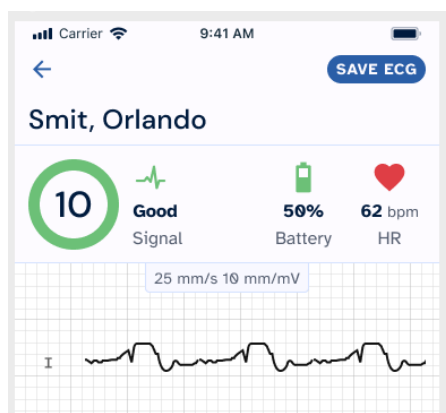 Carrier 9:41 AM
SAVE ECG
Smit, Orlando
10
Good 50% 62 bpm
Signal Battery HR
25 mm/s 10 mm/mV
I